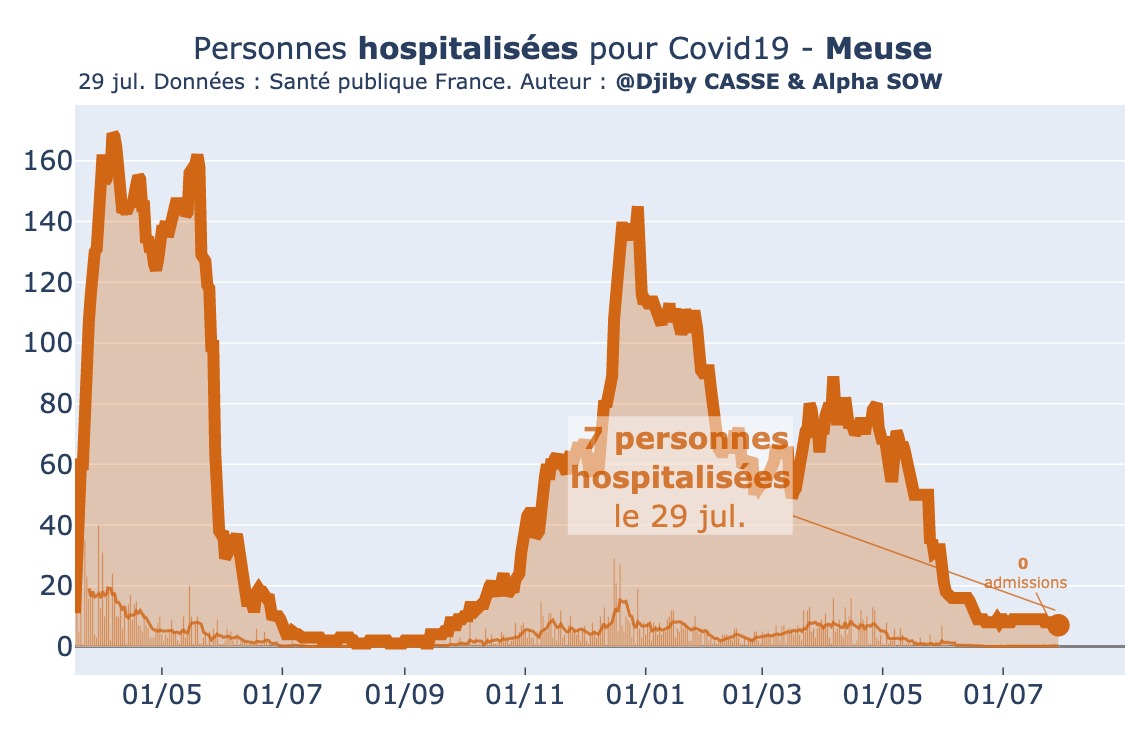 Personnes hospitalisées pour Covid19 - Meuse
29 jul. Données : Santé publique France. Auteur : @Djiby CASSE & Alpha SOW
160
140
120
100
80
60
40
20
0
7 personnes
hospitalisées
le 29 jul.
0
admissions
01/05 01/07 01/09 01/11 01/01 01/03 01/05 01/07